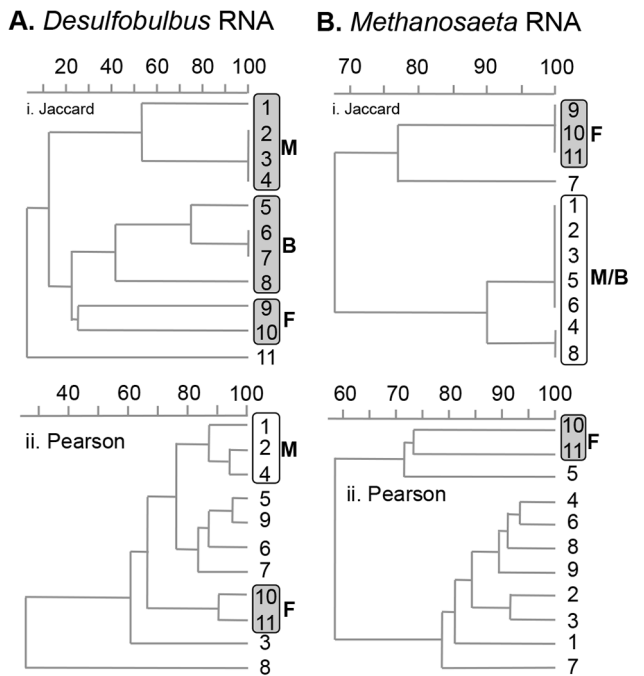 A. Desulfobulbus RNA
20 40 60 80 100
i. Jaccard
1
2
M
3
4
5
6
B
7
8
9
F
10
11
40 60 80 100
ii. Pearson
1
2
M
4
5
9
6
7
10
F
11
3
8
B. Methanosaeta RNA
70 80 90 100
i. Jaccard
9
10
F
11
7
1
2
3
5
M/B
6
4
8
60 70 80 90 100
10
11
F
5
ii. Pearson
4
6
8
9
2
3
1
7